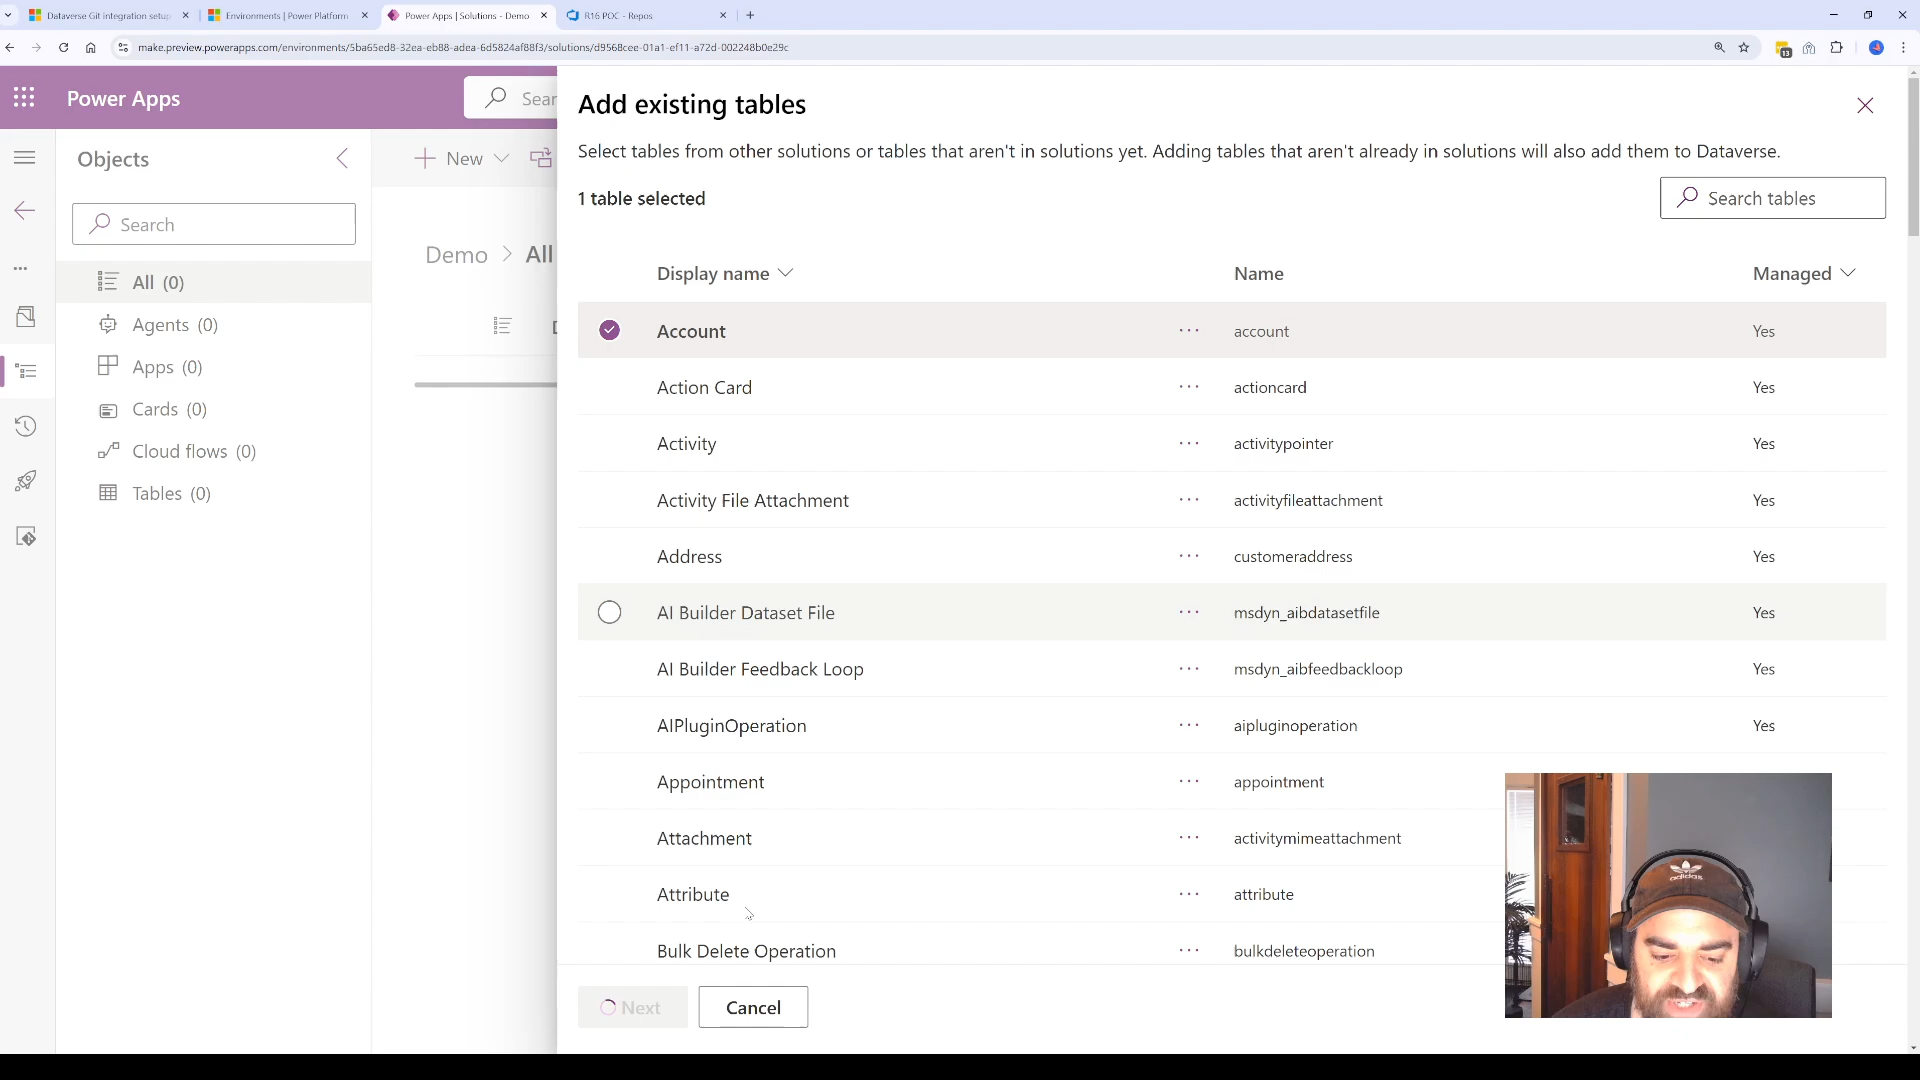 Dataverse Git integration setup
Environments | Power Platform
Power Apps | Solutions - Demo
R16 POC - Repos
make.preview.powerapps.com/environments/5ba65ed8-32ea-eb88-adea-6d5824af88f3/solutions/d9568cee-01a1-ef11-a72d-002248b0e29c
13
Power Apps
Sear
Objects
New
Search
Demo > All
All (0)
Agents (0)
Apps (0)
Cards (0)
Cloud flows (0)
Tables (0)
Add existing tables
Select tables from other solutions or tables that aren't in solutions yet. Adding tables that aren't already in solutions will also add them to Dataverse.
1 table selected
Search tables
Display name Name Managed
Account ··· account Yes
Action Card ··· actioncard Yes
Activity ··· activitypointer Yes
Activity File Attachment ··· activityfileattachment Yes
Address ··· customeraddress Yes
AI Builder Dataset File ··· msdyn_aibdatasetfile Yes
AI Builder Feedback Loop ··· msdyn_aibfeedbackloop Yes
AIPluginOperation ··· aipluginoperation Yes
Appointment ··· appointment
Attachment ··· activitymimeattachment
Attribute ··· attribute
Bulk Delete Operation ··· bulkdeleteoperation
Next
Cancel
adidas